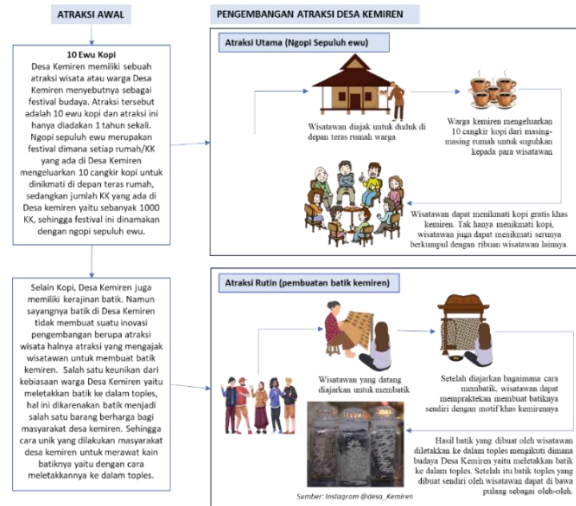 ATRAKSI AWAL
PENGEMBANGAN ATRAKSI DESA KEMIREN
10 Ewu Kopi
Desa Kemiren memiliki sebuah
atraksi wisata atau warga Desa
Kemiren menyebutnya sebagai
festival budaya. Atraksi tersebut
adalah 10 ewu kopi dan atraksi ini
hanya diadakan 1 tahun sekali.
Ngopi sepuluh ewu merupakan
festival dimana setiap rumah/KK
yang ada di Desa Kemiren
mengeluarkan 10 cangkir kopi untuk
dinikmati di depan teras rumah,
sedangkan jumlah KK yang ada di
Desa kemiren yaitu sebanyak 1000
KK, sehingga festival ini dinamakan
dengan ngopi sepuluh ewu.
Selain Kopi, Desa Kemiren juga
memiliki kerajinan batik. Namun
sayangnya batik di Desa Kemiren
tidak membuat suatu inovasi
pengembangan berupa atraksi
wisata halnya atraksi yang mengajak
wisatawan untuk membuat batik
kemiren. Salah satu keunikan dari
kebiasaan warga Desa Kemiren yaitu
meletakkan batik ke dalam toples,
hal ini dikarenakan batik menjadi
salah satu barang berharga bagi
masyarakat desa kemiren. Sehingga
cara unik yang dilakukan masyarakat
desa kemiren untuk merawat kain
batiknya yaitu dengan cara
meletakkannya ke dalam toples.
Atraksi Utama (Ngopi Sepuluh ewu)
Wisatawan diajak untuk duduk di
depan teras rumah warga
Warga kemiren mengeluarkan
10 cangkir kopi dari masing-
masing rumah untuk suguhkan
kepada para wisatawan
Wisatawan dapat menikmati kopi gratis khas
kemiren. Tak hanya menikmati kopi,
wisatawan juga dapat menikmati serunya
berkumpul dengan ribuan wisatawan lainnya.
Atraksi Rutin (pembuatan batik kemiren)
Wisatawan yang datang
diajarkan untuk membatik
Setelah diajarkan bagaimana cara
membatik, wisatawan dapat
mempraktekan membuat batiknya
sendiri dengan motif khas kemirennya
Hasil batik yang dibuat oleh wisatawan
diletakkan ke dalam toples mengikuti dimana
budaya Desa Kemiren yaitu meletakkan batik
ke dalam toples. Setelah itu batik toples yang
dibuat sendiri oleh wisatawan dapat di bawa
pulang sebagai oleh-oleh.
Sumber: Instagram @desa_Kemiren